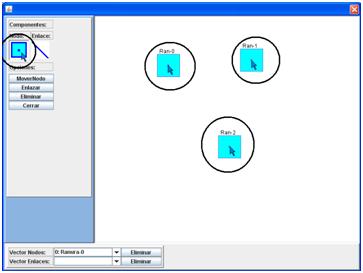 Componentes:
Nodo: Enlace:
Opciones:
MoverNodo
Enlazar
Eliminar
Cerrar
Ran-0
Ran-1
Ran-2
Vector Nodos: 0: Ranura-0 Eliminar
Vector Enlaces: Eliminar